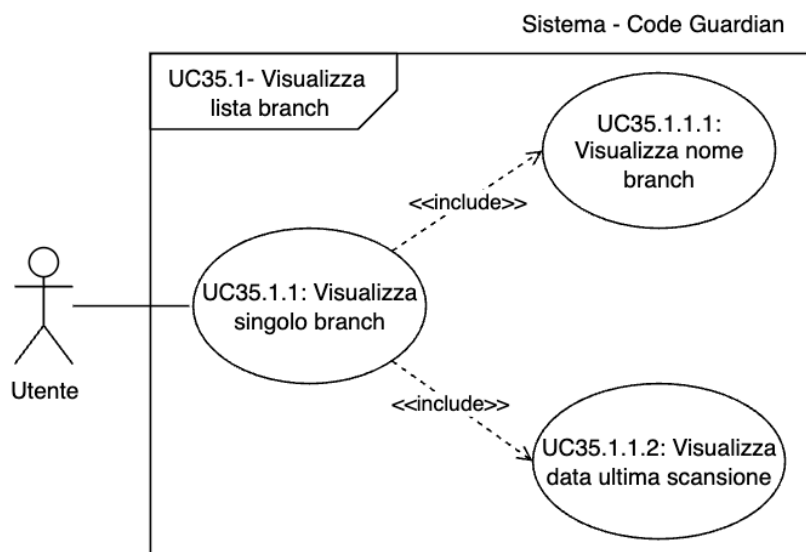 Sistema - Code Guardian
UC35.1- Visualizza
lista branch
UC35.1.1.1:
Visualizza nome
branch
<<include>>
UC35.1.1: Visualizza
singolo branch
Utente
<<include>>
UC35.1.1.2: Visualizza
data ultima scansione